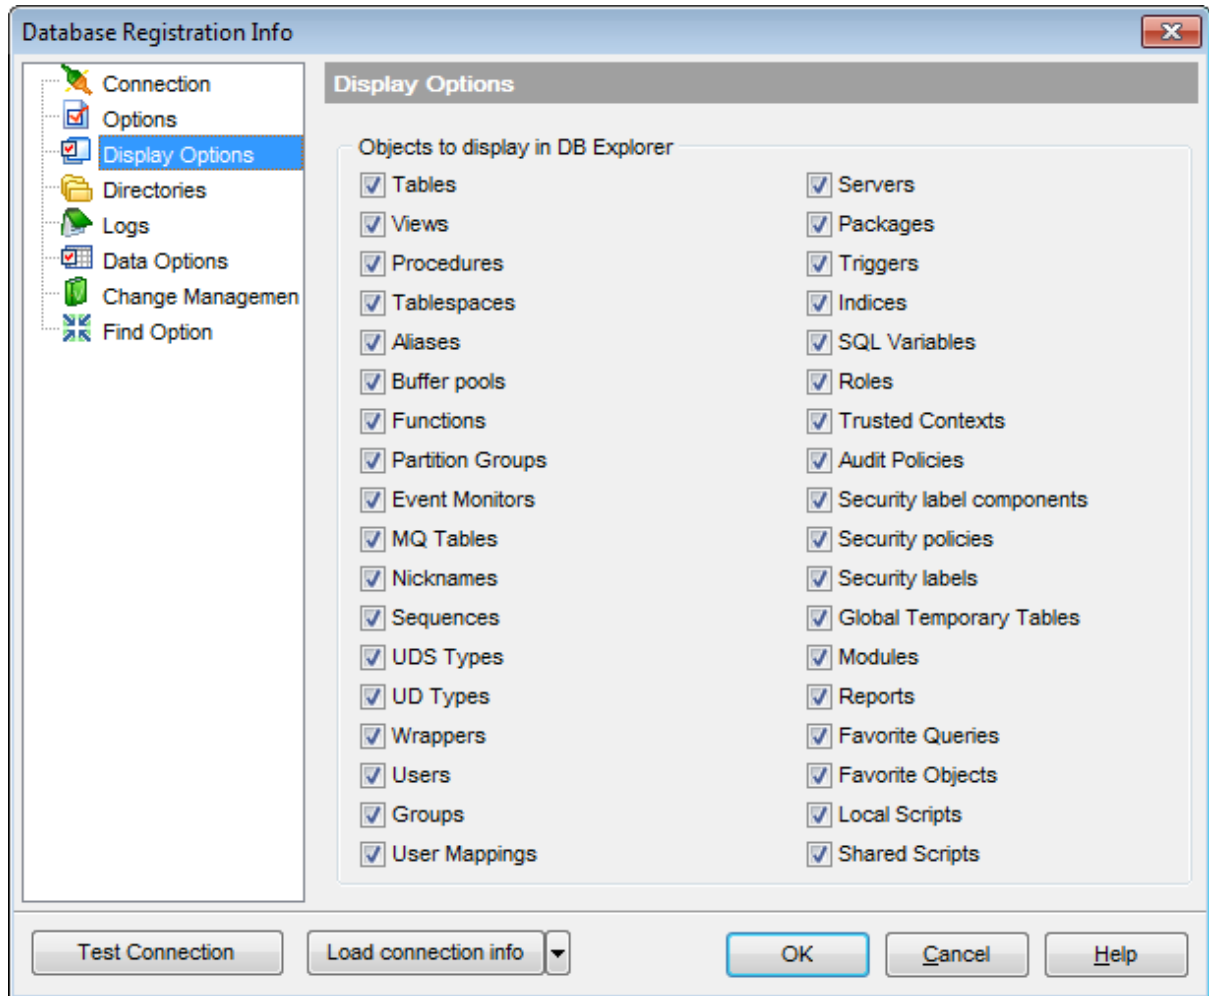 Database Registration Info
Connection
Options
Display Options
Directories
Logs
Data Options
Change Managemen
Find Option
Display Options
Objects to display in DB Explorer
Tables
Views
Procedures
Tablespaces
Aliases
Buffer pools
Functions
Partition Groups
Event Monitors
MQ Tables
Nicknames
Sequences
UDS Types
UD Types
Wrappers
Users
Groups
User Mappings
Servers
Packages
Triggers
Indices
SQL Variables
Roles
Trusted Contexts
Audit Policies
Security label components
Security policies
Security labels
Global Temporary Tables
Modules
Reports
Favorite Queries
Favorite Objects
Local Scripts
Shared Scripts
Test Connection
Load connection info
OK
Cancel
Help